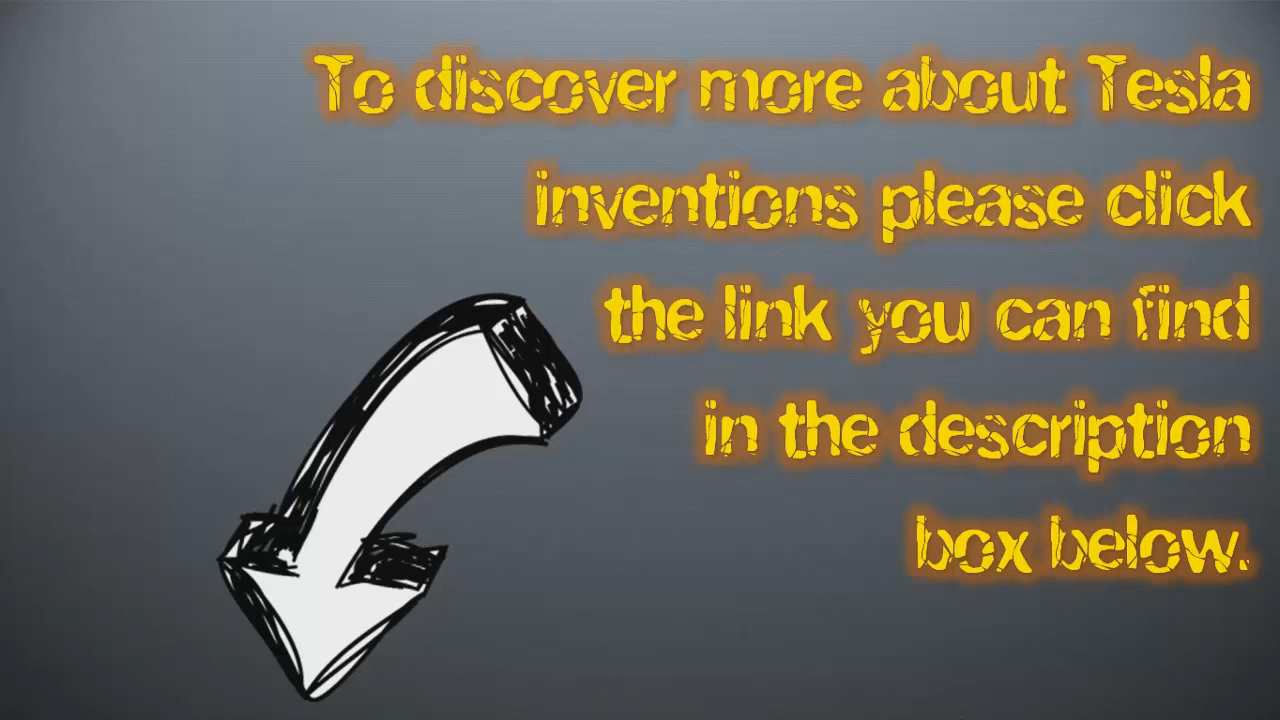 To discover more about Tesla
inventions please click
the link you can find
in the description
box below.